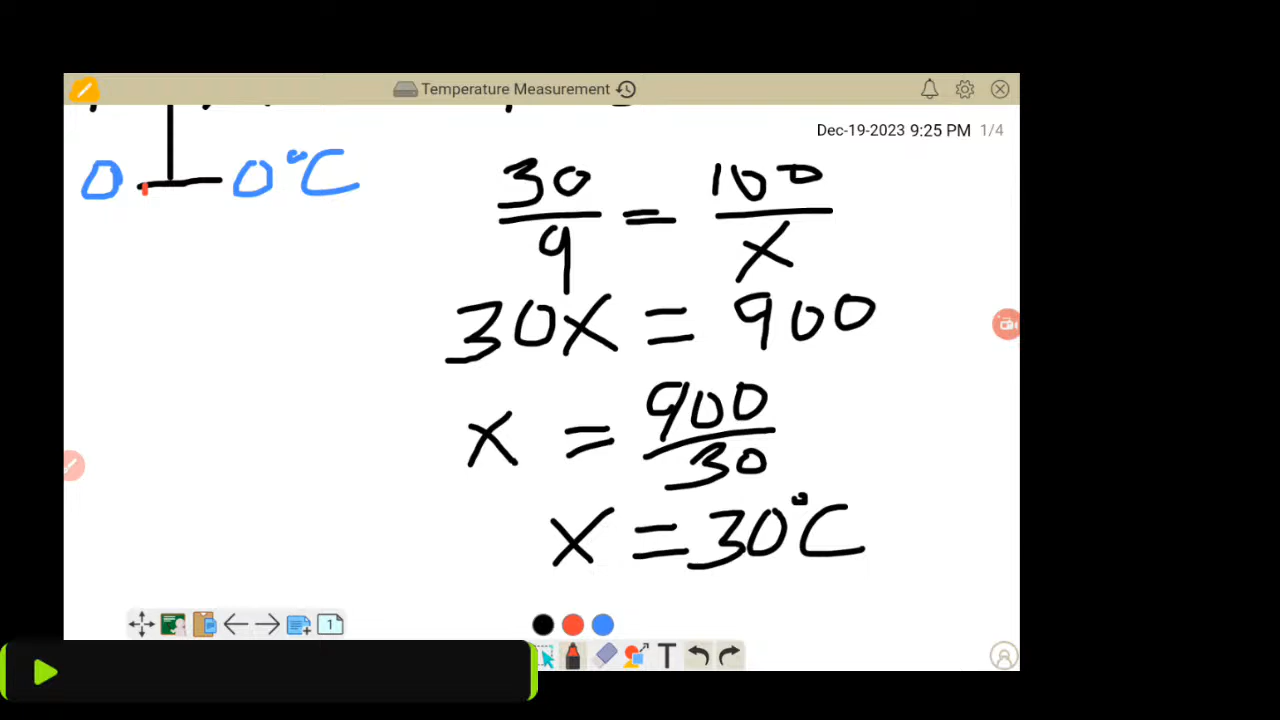 Temperature Measurement
Dec-19-2023 9:25 PM 1/4
0 0°C
30/9 = 100/x
30x = 900
x = 900/30
x = 30°C
1
T